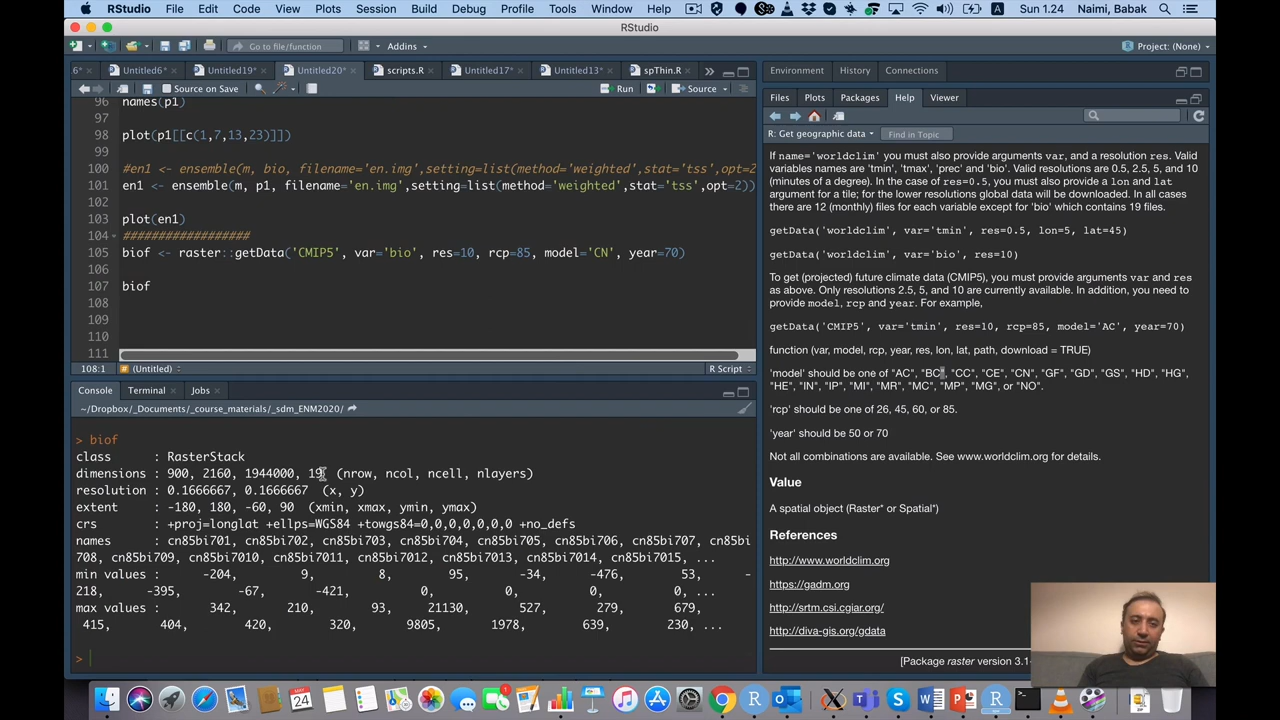 RStudio File Edit Code View Plots Session Build Debug Profile Tools Window Help Sun 1.24 Naimi, Babak
RStudio
Go to file/function Addins Project: (None)
6* Untitled6* Untitled19* Untitled20* scripts.R Untitled17* Untitled13* spThin.R
Source on Save Run Source
96 names(p1)
97
98 plot(p1[[c(1,7,13,23)]])
99
100 #en1 <- ensemble(m, bio, filename='en.img',setting=list(method='weighted',stat='tss',opt=2
101 en1 <- ensemble(m, p1, filename='en.img',setting=list(method='weighted',stat='tss',opt=2))
102
103 plot(en1)
104 #################
105 biof <- raster::getData('CMIP5', var='bio', res=10, rcp=85, model='CN', year=70)
106
107 biof
108
109
110
111
108:1 (Untitled) R Script
Console Terminal Jobs
~/Dropbox/_Documents/_course_materials/_sdm_ENM2020/
> biof
class : RasterStack
dimensions : 900, 2160, 1944000, 19 (nrow, ncol, ncell, nlayers)
resolution : 0.1666667, 0.1666667 (x, y)
extent : -180, 180, -60, 90 (xmin, xmax, ymin, ymax)
crs : +proj=longlat +ellps=WGS84 +towgs84=0,0,0,0,0,0,0 +no_defs
names : cn85bi701, cn85bi702, cn85bi703, cn85bi704, cn85bi705, cn85bi706, cn85bi707, cn85bi
708, cn85bi709, cn85bi7010, cn85bi7011, cn85bi7012, cn85bi7013, cn85bi7014, cn85bi7015, ...
min values : -204, 9, 8, 95, -34, -476, 53, -
218, -395, -67, -421, 0, 0, 0, 0, ...
max values : 342, 210, 93, 21130, 527, 279, 679,
415, 404, 420, 320, 9805, 1978, 639, 230, ...
>
Environment History Connections
Files Plots Packages Help Viewer
R: Get geographic data Find in Topic
If name='worldclim' you must also provide arguments var, and a resolution res. Valid
variables names are 'tmin', 'tmax', 'prec' and 'bio'. Valid resolutions are 0.5, 2.5, 5, and 10
(minutes of a degree). In the case of res=0.5, you must also provide a lon and lat
argument for a tile; for the lower resolutions global data will be downloaded. In all cases
there are 12 (monthly) files for each variable except for 'bio' which contains 19 files.
getData('worldclim', var='tmin', res=0.5, lon=5, lat=45)
getData('worldclim', var='bio', res=10)
To get (projected) future climate data (CMIP5), you must provide arguments var and res
as above. Only resolutions 2.5, 5, and 10 are currently available. In addition, you need to
provide model, rcp and year. For example,
getData('CMIP5', var='tmin', res=10, rcp=85, model='AC', year=70)
function (var, model, rcp, year, res, lon, lat, path, download = TRUE)
'model' should be one of "AC", "BC", "CC", "CE", "CN", "GF", "GD", "GS", "HD", "HG",
"HE", "IN", "IP", "MI", "MR", "MC", "MP", "MG", or "NO".
'rcp' should be one of 26, 45, 60, or 85.
'year' should be 50 or 70
Not all combinations are available. See www.worldclim.org for details.
Value
A spatial object (Raster* or Spatial*)
References
http://www.worldclim.org
https://gadm.org
http://srtm.csi.cgiar.org/
http://diva-gis.org/gdata
[Package raster version 3.1-